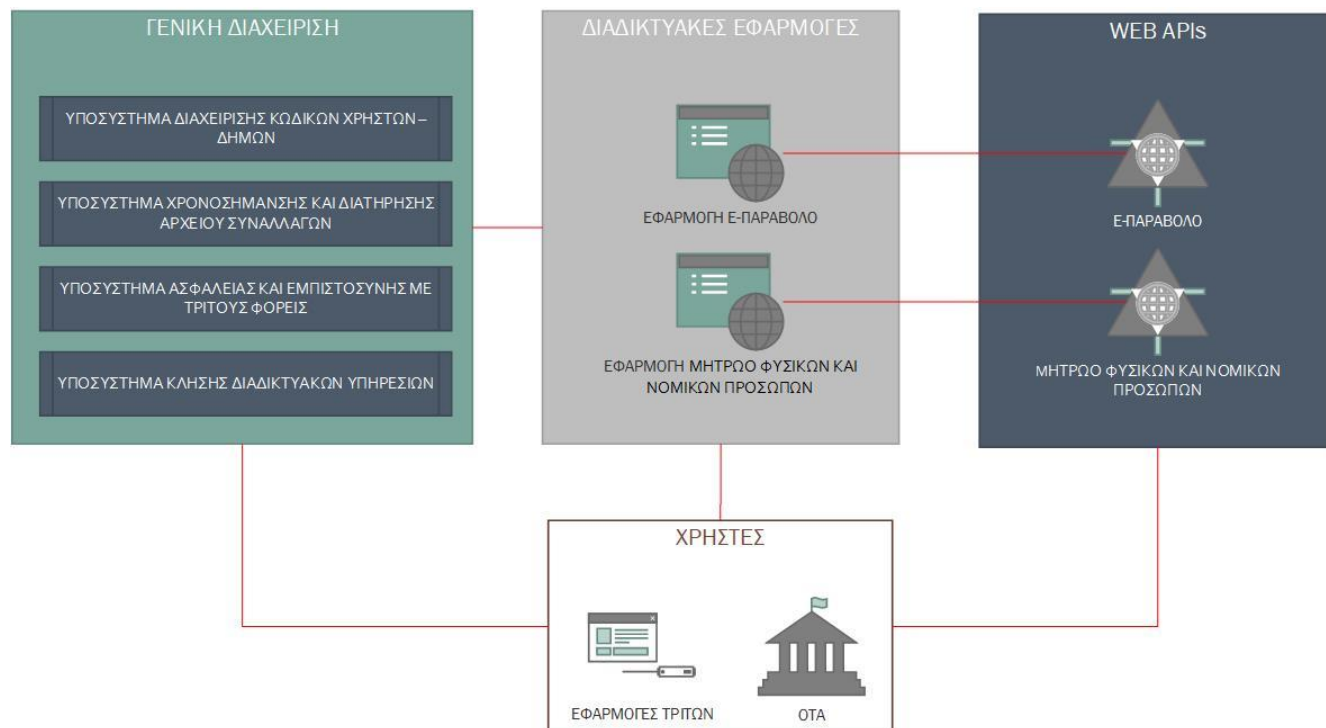 ΓΕΝΙΚΗ ΔΙΑΧΕΙΡΙΣΗ
ΥΠΟΣΥΣΤΗΜΑ ΔΙΑΧΕΙΡΙΣΗΣ ΚΩΔΙΚΩΝ ΧΡΗΣΤΩΝ –
ΔΗΜΩΝ
ΥΠΟΣΥΣΤΗΜΑ ΧΡΟΝΟΣΗΜΑΝΣΗΣ ΚΑΙ ΔΙΑΤΗΡΗΣΗΣ
ΑΡΧΕΙΟΥ ΣΥΝΑΛΛΑΓΩΝ
ΥΠΟΣΥΣΤΗΜΑ ΑΣΦΑΛΕΙΑΣ ΚΑΙ ΕΜΠΙΣΤΟΣΥΝΗΣ ΜΕ
ΤΡΙΤΟΥΣ ΦΟΡΕΙΣ
ΥΠΟΣΥΣΤΗΜΑ ΚΛΗΣΗΣ ΔΙΑΔΙΚΤΥΑΚΩΝ ΥΠΗΡΕΣΙΩΝ
ΔΙΑΔΙΚΤΥΑΚΕΣ ΕΦΑΡΜΟΓΕΣ
ΕΦΑΡΜΟΓΗ Ε-ΠΑΡΑΒΟΛΟ
ΕΦΑΡΜΟΓΗ ΜΗΤΡΩΟ ΦΥΣΙΚΩΝ ΚΑΙ
ΝΟΜΙΚΩΝ ΠΡΟΣΩΠΩΝ
WEB APIs
Ε-ΠΑΡΑΒΟΛΟ
ΜΗΤΡΩΟ ΦΥΣΙΚΩΝ ΚΑΙ ΝΟΜΙΚΩΝ
ΠΡΟΣΩΠΩΝ
ΧΡΗΣΤΕΣ
ΕΦΑΡΜΟΓΕΣ ΤΡΙΤΩΝ
ΟΤΑ